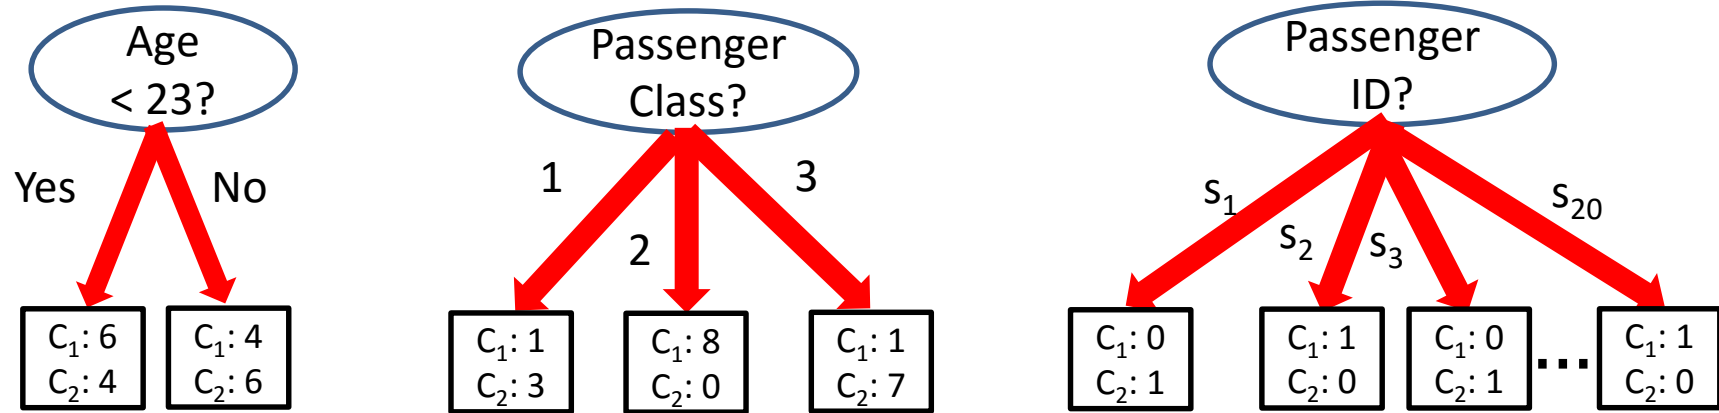 Age
< 23?
Yes
No
C₁: 6
C₂: 4
C₁: 4
C₂: 6
Passenger
Class?
1
2
3
C₁: 1
C₂: 3
C₁: 8
C₂: 0
C₁: 1
C₂: 7
Passenger
ID?
s₁
s₂
s₃
s₂₀
C₁: 0
C₂: 1
C₁: 1
C₂: 0
C₁: 0
C₂: 1
...
C₁: 1
C₂: 0